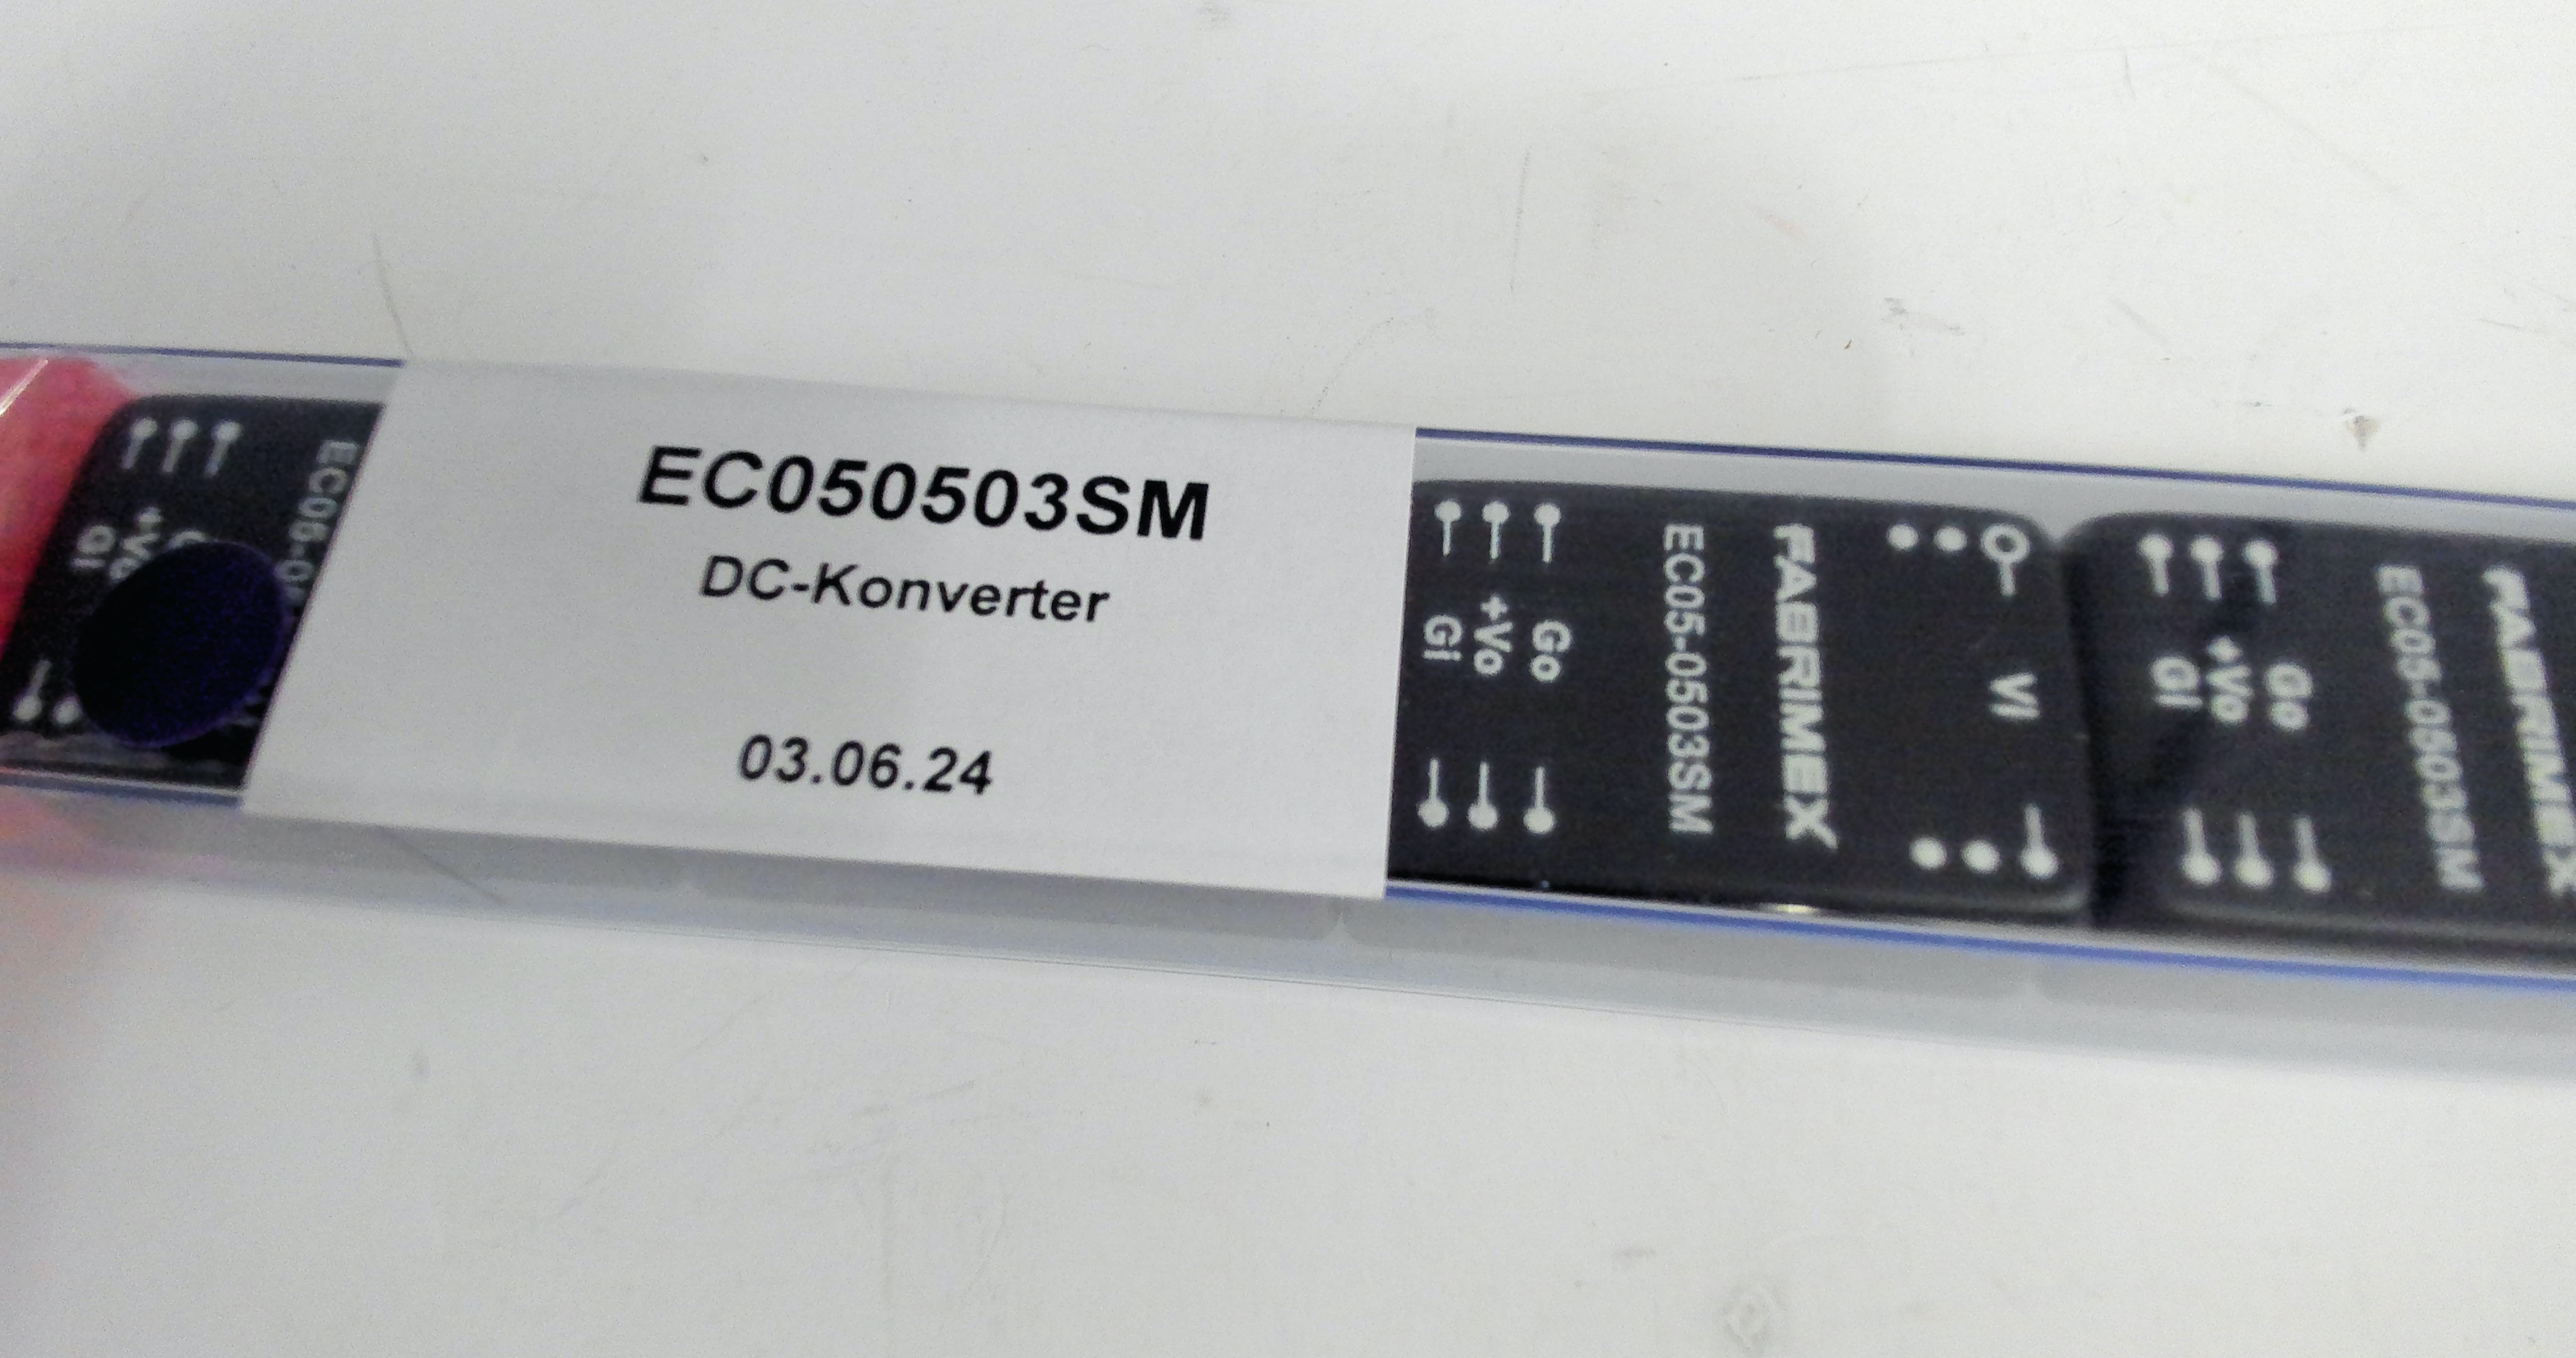 EC050503SM
DC-Konverter
03.06.24
Gi
+Vo
Go
EC05-0503SM
FABRIMEX
VI
Gi
+Vo
Go
EC05-0503SM
FABRIMEX
Gi
+Vo